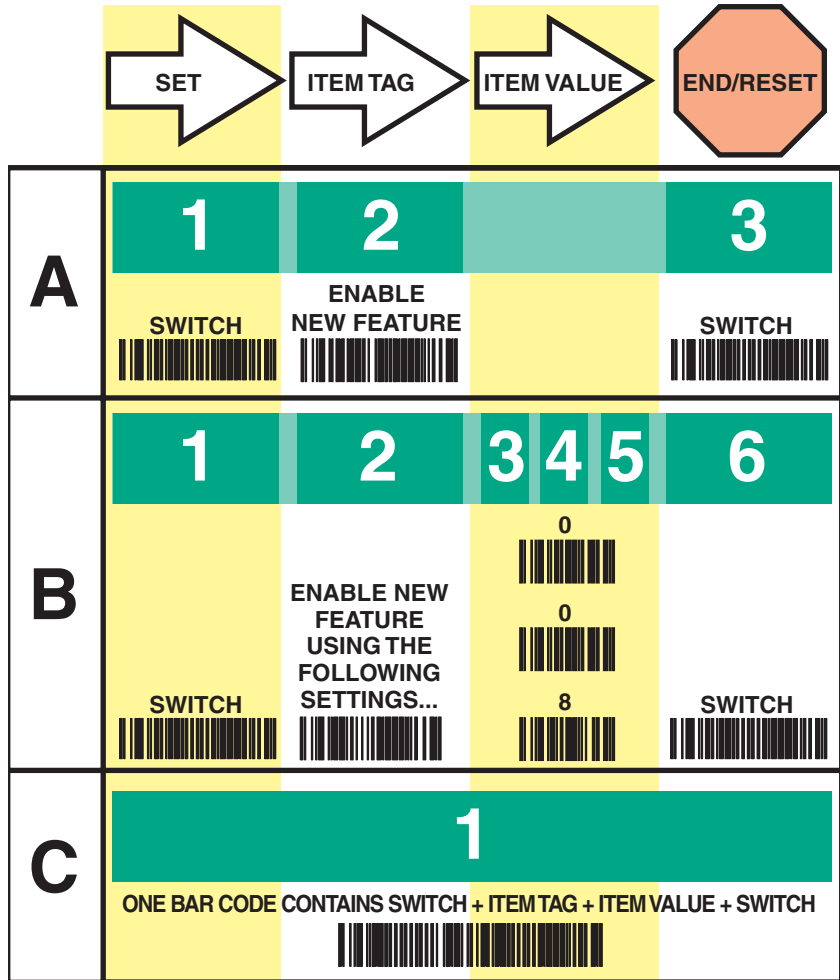 SET
ITEM TAG
ITEM VALUE
END/RESET
A
1
2
3
SWITCH
ENABLE
NEW FEATURE
SWITCH
B
1
2
3
4
5
6
SWITCH
ENABLE NEW
FEATURE
USING THE
FOLLOWING
SETTINGS...
0
0
8
SWITCH
C
1
ONE BAR CODE CONTAINS SWITCH + ITEM TAG + ITEM VALUE + SWITCH